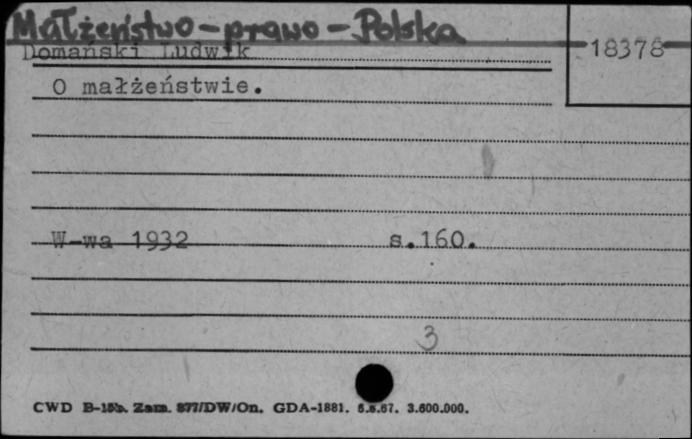 Małżeństwo - prawo - Polska
18378
Domański Ludwik
O małżeństwie.
W-wa 1932 s.160.
3
CWD B-15b. Zam. 877/DW/On. GDA-1881. 5.8.67. 3.600.000.